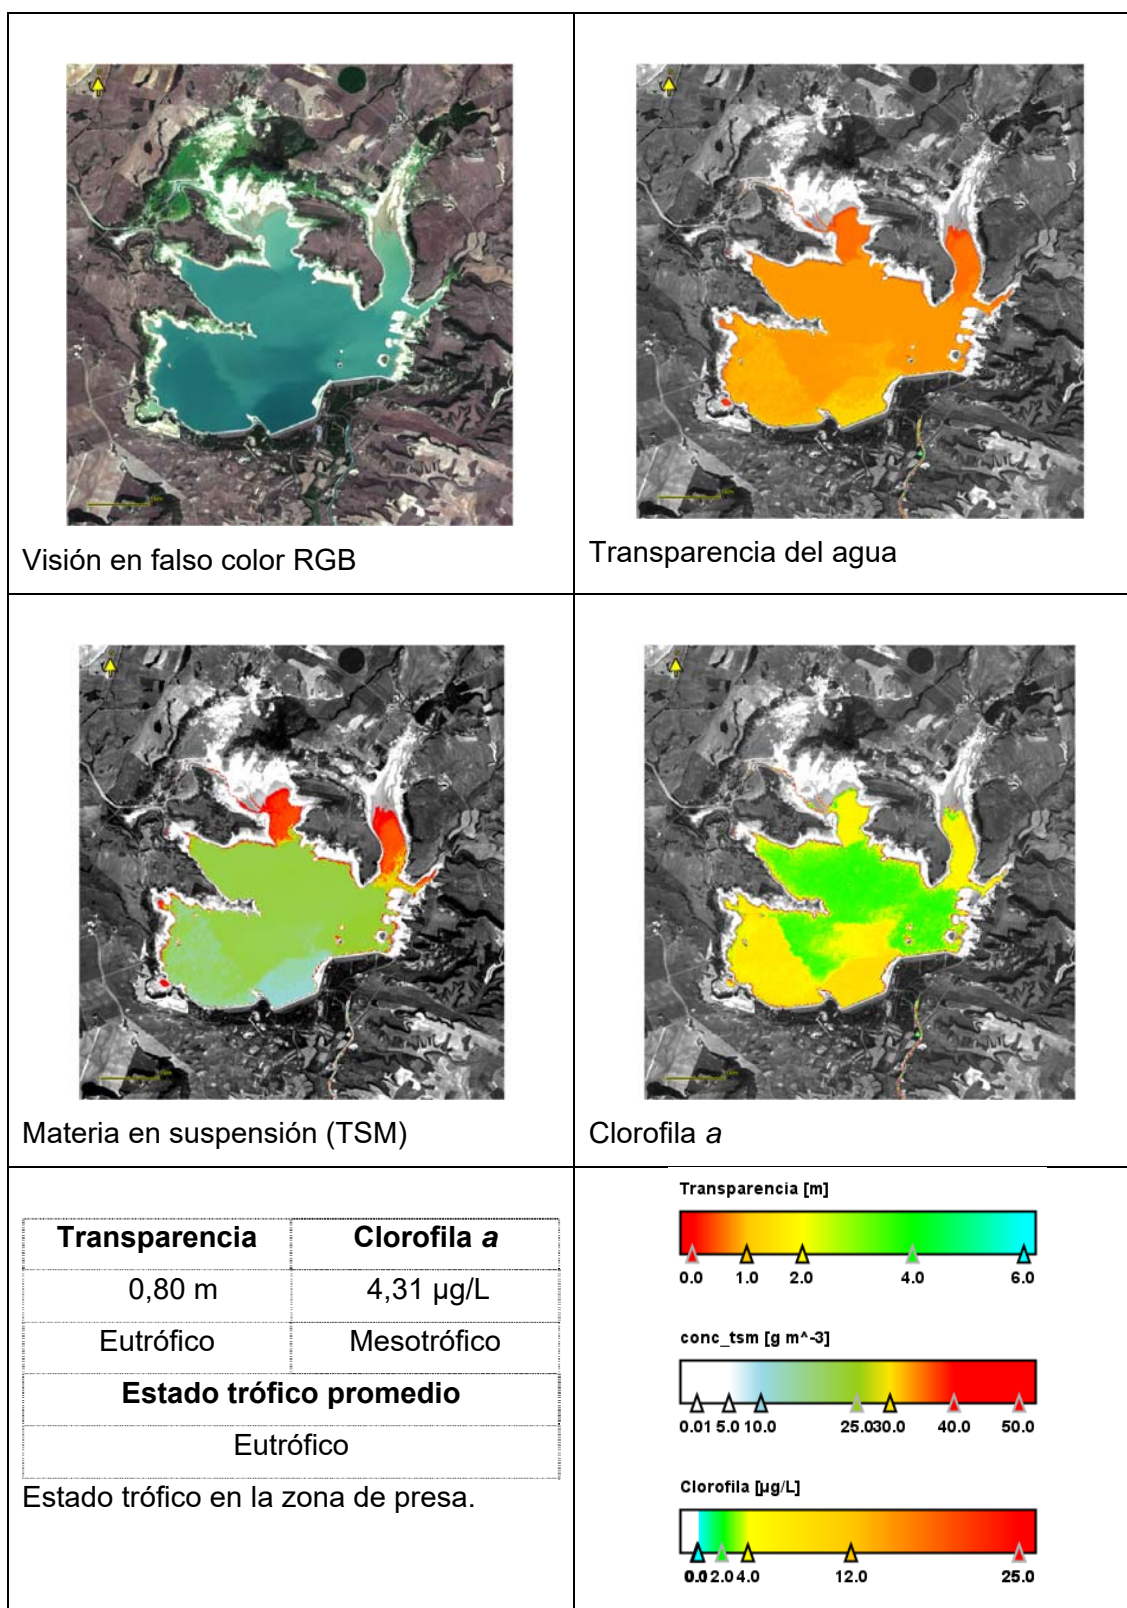 Visión en falso color RGB
Transparencia del agua
Materia en suspensión (TSM)
Clorofila a
Transparencia Clorofila a
0,80 m 4,31 µg/L
Eutrófico Mesotrófico
Estado trófico promedio
Eutrófico
Estado trófico en la zona de presa.
Transparencia [m]
0.0 1.0 2.0 4.0 6.0
conc_tsm [g m^-3]
0.01 5.0 10.0 25.0 30.0 40.0 50.0
Clorofila [µg/L]
2.0 4.0 12.0 25.0